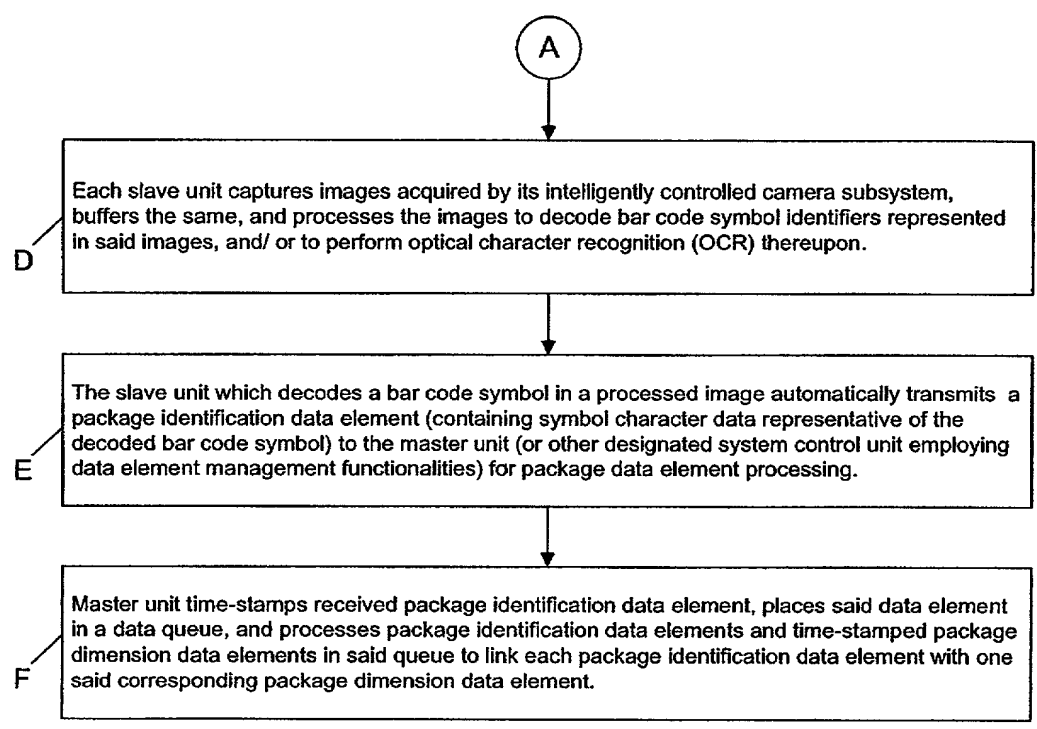 A
Each slave unit captures images acquired by its intelligently controlled camera subsystem,
buffers the same, and processes the images to decode bar code symbol identifiers represented
in said images, and/ or to perform optical character recognition (OCR) thereupon.
D
The slave unit which decodes a bar code symbol in a processed image automatically transmits a
package identification data element (containing symbol character data representative of the
decoded bar code symbol) to the master unit (or other designated system control unit employing
data element management functionalities) for package data element processing.
E
Master unit time-stamps received package identification data element, places said data element
in a data queue, and processes package identification data elements and time-stamped package
dimension data elements in said queue to link each package identification data element with one
said corresponding package dimension data element.
F